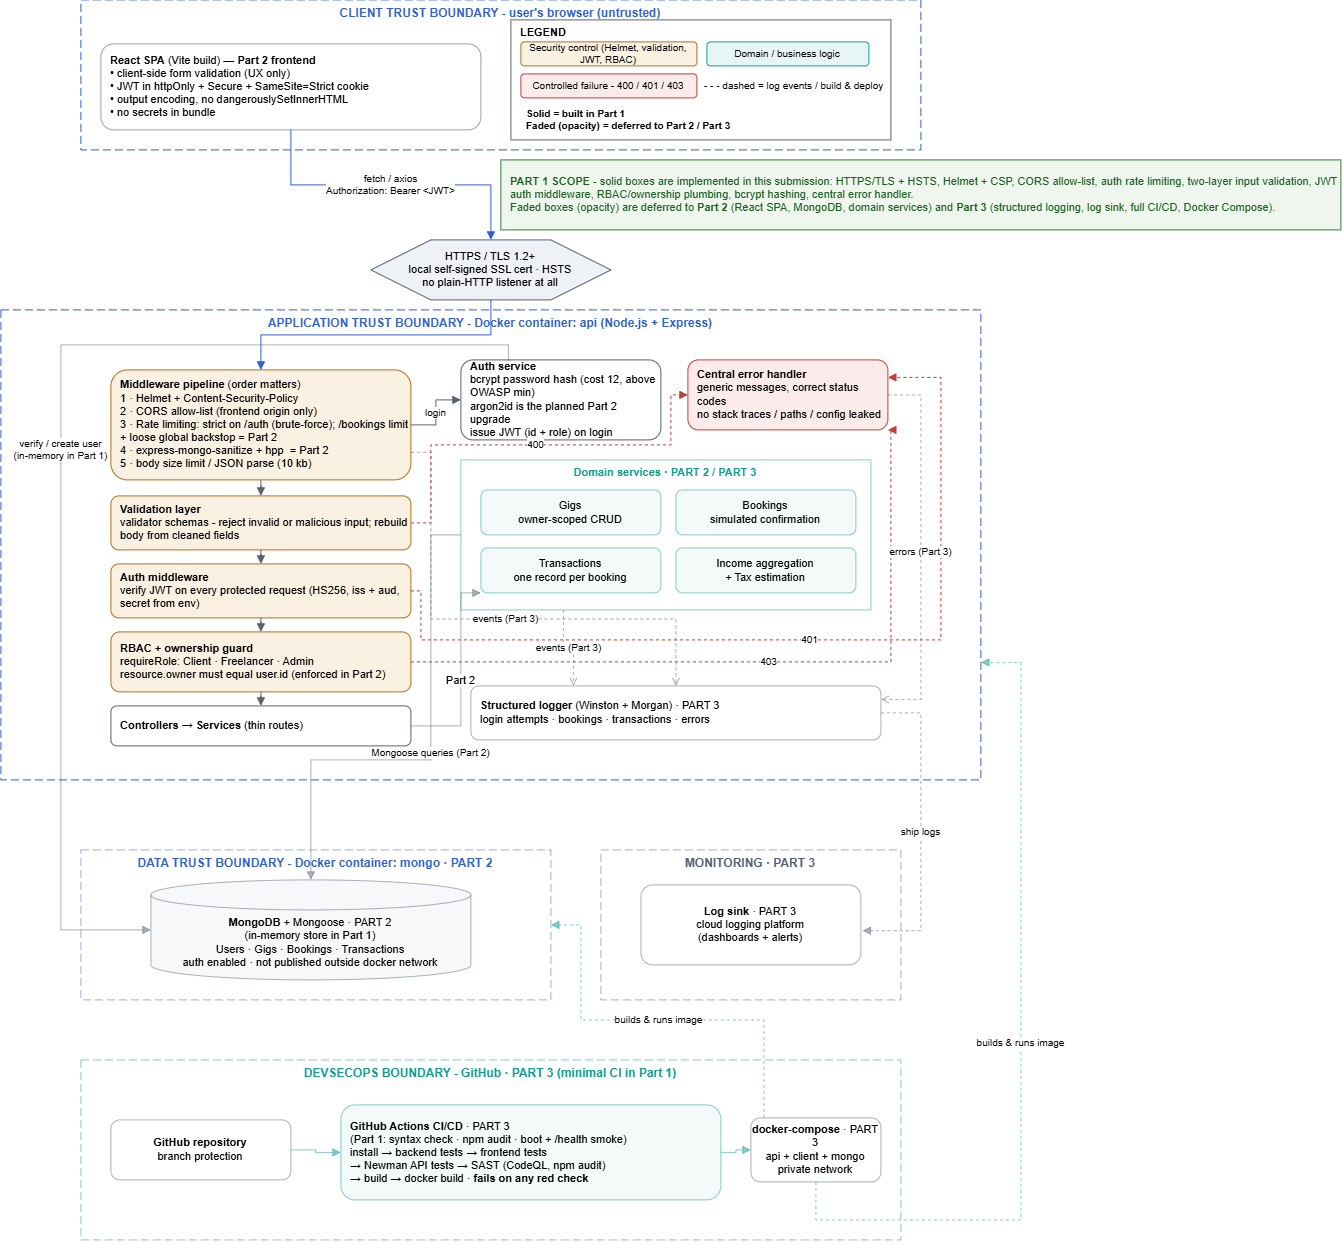 CLIENT TRUST BOUNDARY - user's browser (untrusted)
React SPA (Vite build) — Part 2 frontend
• client-side form validation (UX only)
• JWT in httpOnly + Secure + SameSite=Strict cookie
• output encoding, no dangerouslySetInnerHTML
• no secrets in bundle
LEGEND
Security control (Helmet, validation,
JWT, RBAC)
Domain / business logic
Controlled failure - 400 / 401 / 403
- - - dashed = log events / build & deploy
Solid = built in Part 1
Faded (opacity) = deferred to Part 2 / Part 3
fetch / axios
Authorization: Bearer <JWT>
PART 1 SCOPE - solid boxes are implemented in this submission: HTTPS/TLS + HSTS, Helmet + CSP, CORS allow-list, auth rate limiting, two-layer input validation, JWT
auth middleware, RBAC/ownership plumbing, bcrypt hashing, central error handler.
Faded boxes (opacity) are deferred to Part 2 (React SPA, MongoDB, domain services) and Part 3 (structured logging, log sink, full CI/CD, Docker Compose).
HTTPS / TLS 1.2+
local self-signed SSL cert · HSTS
no plain-HTTP listener at all
APPLICATION TRUST BOUNDARY - Docker container: api (Node.js + Express)
Middleware pipeline (order matters)
1 · Helmet + Content-Security-Policy
2 · CORS allow-list (frontend origin only)
3 · Rate limiting: strict on /auth (brute-force); /bookings limit
+ loose global backstop = Part 2
4 · express-mongo-sanitize + hpp  = Part 2
5 · body size limit / JSON parse (10 kb)
login
Auth service
bcrypt password hash (cost 12, above
OWASP min)
argon2id is the planned Part 2
upgrade
issue JWT (id + role) on login
Central error handler
generic messages, correct status
codes
no stack traces / paths / config leaked
verify / create user
(in-memory in Part 1)
400
Validation layer
validator schemas - reject invalid or malicious input; rebuild
body from cleaned fields
Domain services · PART 2 / PART 3
Gigs
owner-scoped CRUD
Bookings
simulated confirmation
Transactions
one record per booking
Income aggregation
+ Tax estimation
errors (Part 3)
Auth middleware
verify JWT on every protected request (HS256, iss + aud,
secret from env)
events (Part 3)
events (Part 3)
401
403
RBAC + ownership guard
requireRole: Client · Freelancer · Admin
resource.owner must equal user.id (enforced in Part 2)
Part 2
Controllers → Services (thin routes)
Structured logger (Winston + Morgan) · PART 3
login attempts · bookings · transactions · errors
Mongoose queries (Part 2)
ship logs
DATA TRUST BOUNDARY - Docker container: mongo · PART 2
MongoDB + Mongoose · PART 2
(in-memory store in Part 1)
Users · Gigs · Bookings · Transactions
auth enabled · not published outside docker network
MONITORING · PART 3
Log sink · PART 3
cloud logging platform
(dashboards + alerts)
builds & runs image
builds & runs image
DEVSECOPS BOUNDARY - GitHub · PART 3 (minimal CI in Part 1)
GitHub repository
branch protection
GitHub Actions CI/CD · PART 3
(Part 1: syntax check · npm audit · boot + /health smoke)
install → backend tests → frontend tests
→ Newman API tests → SAST (CodeQL, npm audit)
→ build → docker build · fails on any red check
docker-compose · PART
3
api + client + mongo
private network